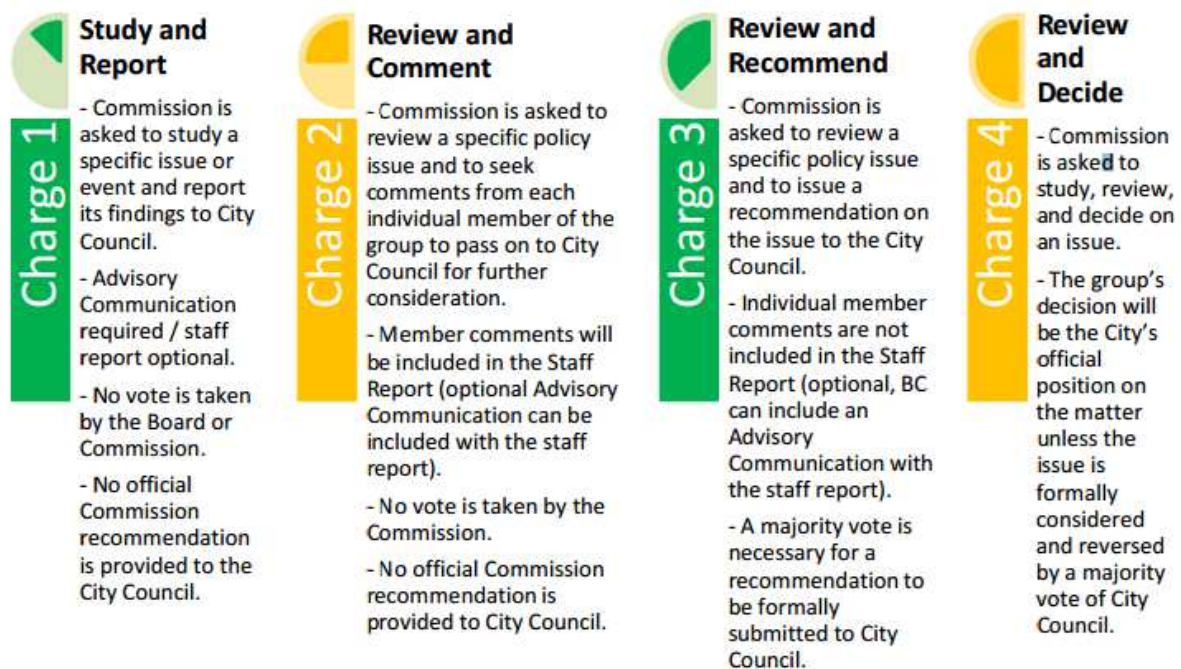 Charge 1
Study and
Report
- Commission is
asked to study a
specific issue or
event and report
its findings to City
Council.
- Advisory
Communication
required / staff
report optional.
- No vote is taken
by the Board or
Commission.
- No official
Commission
recommendation
is provided to the
City Council.
Charge 2
Review and
Comment
- Commission is asked to
review a specific policy
issue and to seek
comments from each
individual member of the
group to pass on to City
Council for further
consideration.
- Member comments will
be included in the Staff
Report (optional Advisory
Communication can be
included with the staff
report).
- No vote is taken by the
Commission.
- No official Commission
recommendation is
provided to City Council.
Charge 3
Review and
Recommend
- Commission is
asked to review a
specific policy issue
and to issue a
recommendation on
the issue to the City
Council.
- Individual member
comments are not
included in the Staff
Report (optional, BC
can include an
Advisory
Communication with
the staff report).
- A majority vote is
necessary for a
recommendation to
be formally
submitted to City
Council.
Charge 4
Review
and
Decide
- Commission
is asked to
study, review,
and decide on
an issue.
- The group’s
decision will
be the City’s
official
position on
the matter
unless the
issue is
formally
considered
and reversed
by a majority
vote of City
Council.